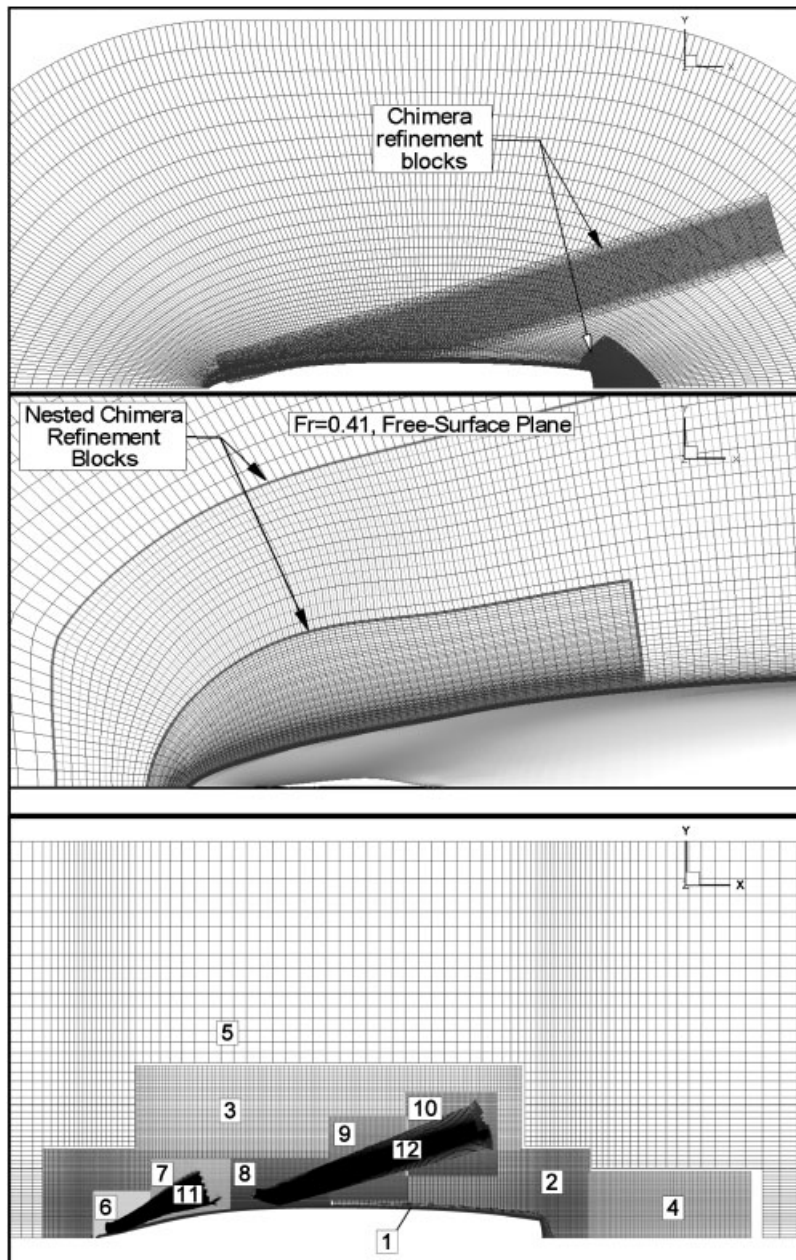 Y
X
Chimera
refinement
blocks
Nested Chimera
Refinement
Blocks
Fr=0.41, Free-Surface Plane
Z
X
Y
Z
X
5
3
10
9
12
7
8
11
2
6
4
1